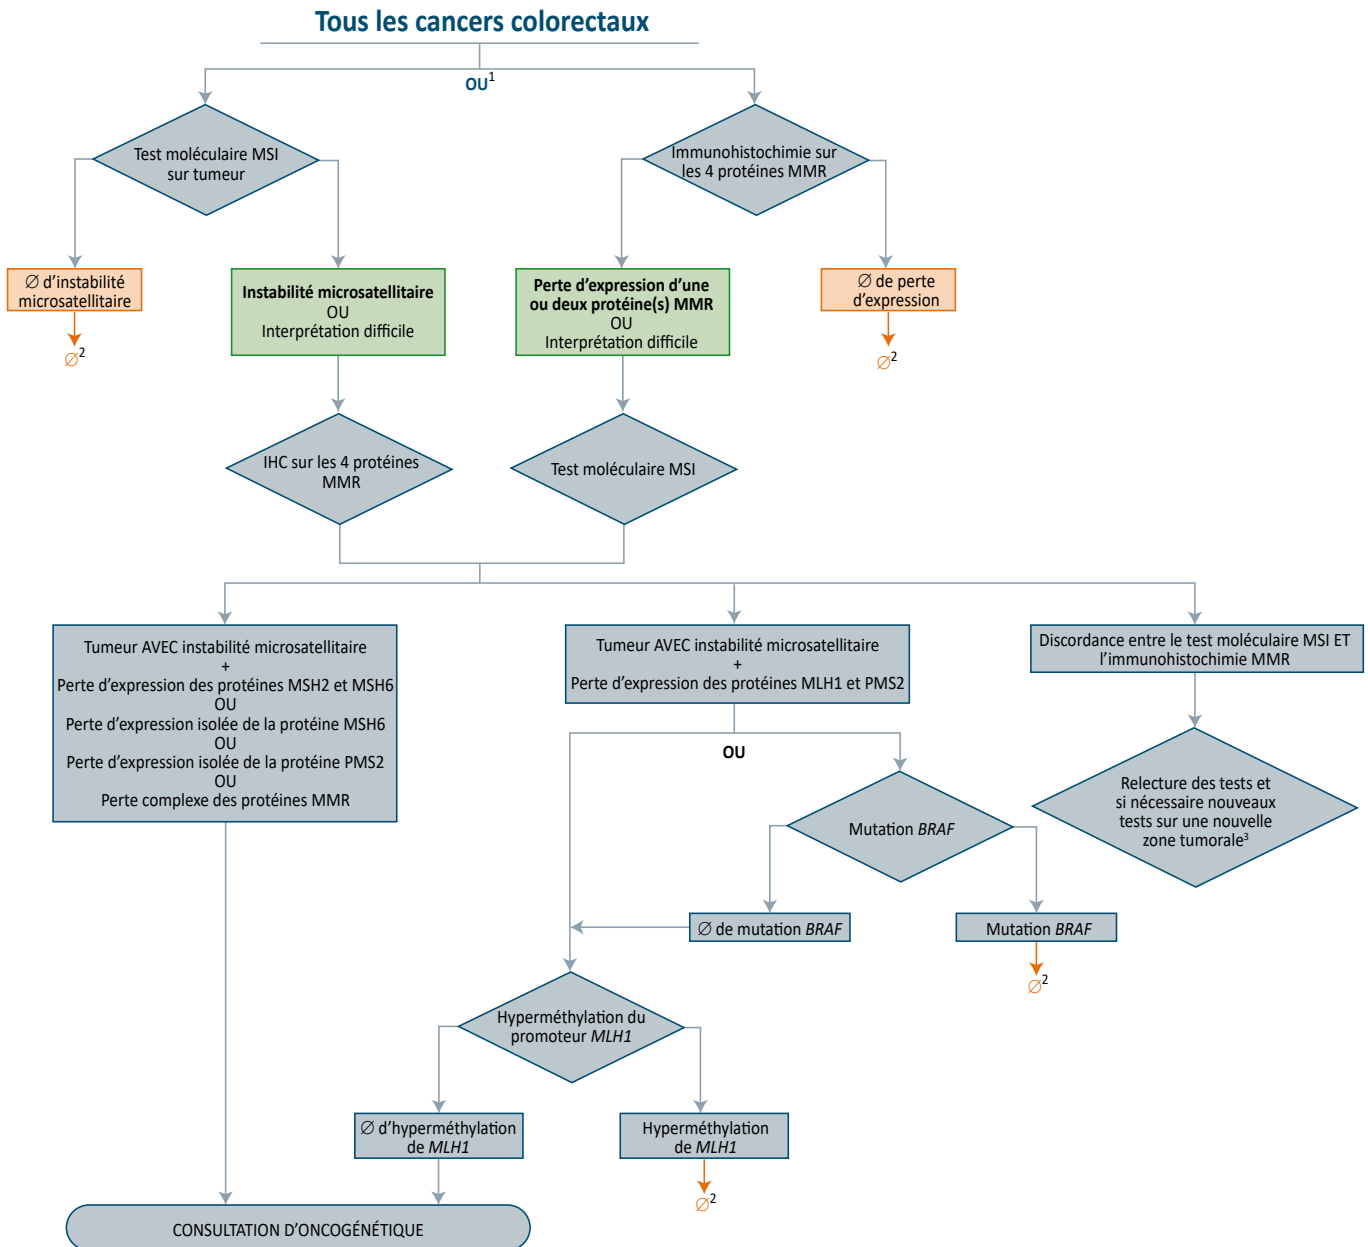 Tous les cancers colorectaux
OU1
Test moléculaire MSI
sur tumeur
Immunohistochimie sur
les 4 protéines MMR
∅ d'instabilité
microsatellitaire
∅2
Instabilité microsatellitaire
OU
Interprétation difficile
Perte d'expression d'une
ou deux protéine(s) MMR
OU
Interprétation difficile
∅ de perte
d'expression
∅2
IHC sur les 4 protéines
MMR
Test moléculaire MSI
Tumeur AVEC instabilité microsatellitaire
+
Perte d'expression des protéines MSH2 et MSH6
OU
Perte d'expression isolée de la protéine MSH6
OU
Perte d'expression isolée de la protéine PMS2
OU
Perte complexe des protéines MMR
Tumeur AVEC instabilité microsatellitaire
+
Perte d'expression des protéines MLH1 et PMS2
Discordance entre le test moléculaire MSI ET
l'immunohistochimie MMR
OU
Relecture des tests et
si nécessaire nouveaux
tests sur une nouvelle
zone tumorale3
Mutation BRAF
∅ de mutation BRAF
Mutation BRAF
∅2
Hyperméthylation du
promoteur MLH1
∅ d'hyperméthylation
de MLH1
Hyperméthylation
de MLH1
∅2
CONSULTATION D'ONCOGÉNÉTIQUE